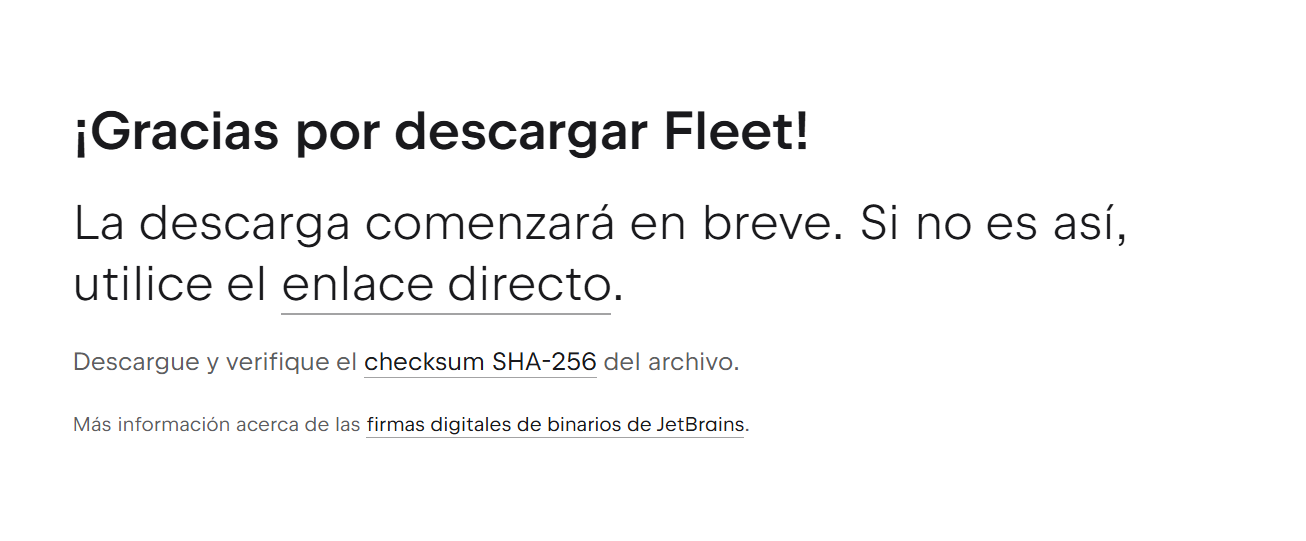 ¡Gracias por descargar Fleet!
La descarga comenzará en breve. Si no es así,
utilice el enlace directo.
Descargue y verifique el checksum SHA-256 del archivo.
Más información acerca de las firmas digitales de binarios de JetBrains.